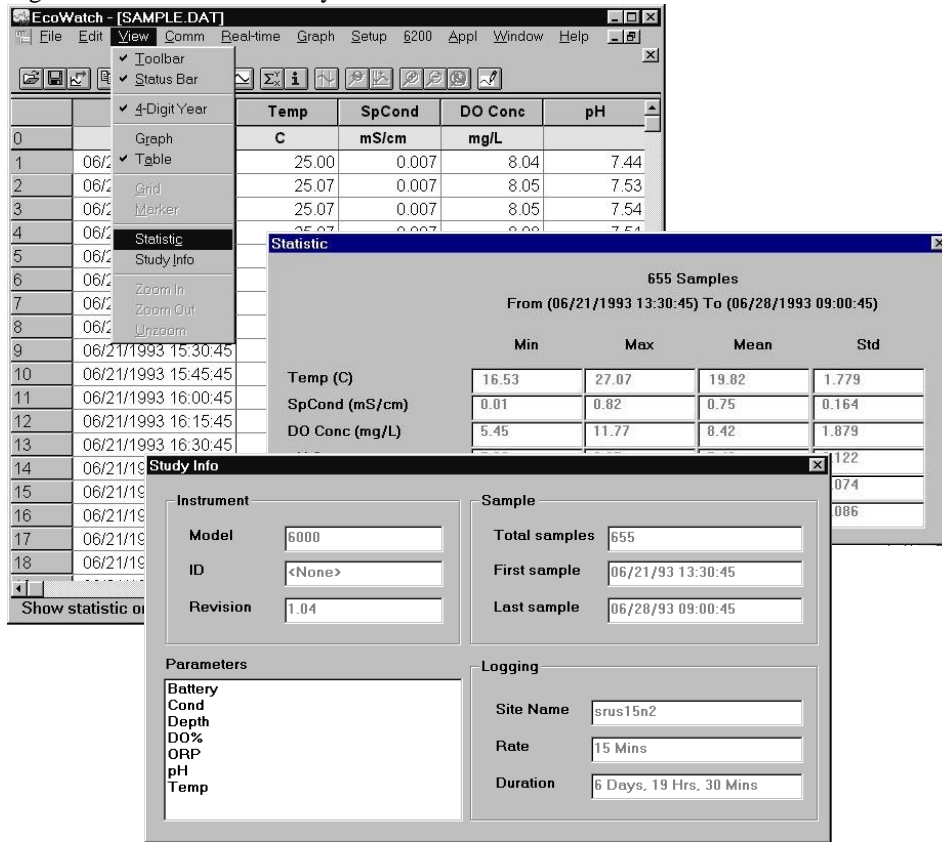 EcoWatch - [SAMPLE.DAT]
File Edit View Comm Real-time Graph Setup 6200 Appl Window Help
Toolbar
Status Bar
4-Digit Year
Graph
Table
Grid
Marker
Statistic
Study Info
Zoom In
Zoom Out
Unzoom
Temp SpCond DO Conc pH
0 C mS/cm mg/L
1 06/2 25.00 0.007 8.04 7.44
2 06/2 25.07 0.007 8.05 7.53
3 06/2 25.07 0.007 8.05 7.54
4 06/2
5 06/2
6 06/2
7 06/2
8 06/2
9 06/21/1993 15:30:45
10 06/21/1993 15:45:45
11 06/21/1993 16:00:45
12 06/21/1993 16:15:45
13 06/21/1993 16:30:45
14 06/21/19
15 06/21/19
16 06/21/19
17 06/21/19
18 06/21/19
Show statistic
Statistic
655 Samples
From (06/21/1993 13:30:45) To (06/28/1993 09:00:45)
Min Max Mean Std
Temp (C) 16.53 27.07 19.82 1.779
SpCond (mS/cm) 0.01 0.82 0.75 0.164
DO Conc (mg/L) 5.45 11.77 8.42 1.879
.122
.074
.086
Study Info
Instrument
Model 6000
ID <None>
Revision 1.04
Sample
Total samples 655
First sample 06/21/93 13:30:45
Last sample 06/28/93 09:00:45
Parameters
Battery
Cond
Depth
DO%
ORP
pH
Temp
Logging
Site Name srus15n2
Rate 15 Mins
Duration 6 Days, 19 Hrs, 30 Mins